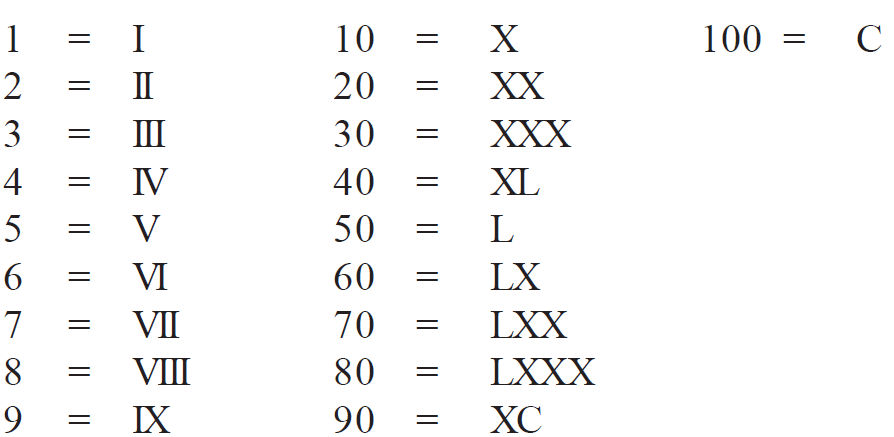 1 = I 10 = X 100 = C
2 = II 20 = XX
3 = III 30 = XXX
4 = IV 40 = XL
5 = V 50 = L
6 = VI 60 = LX
7 = VII 70 = LXX
8 = VIII 80 = LXXX
9 = IX 90 = XC